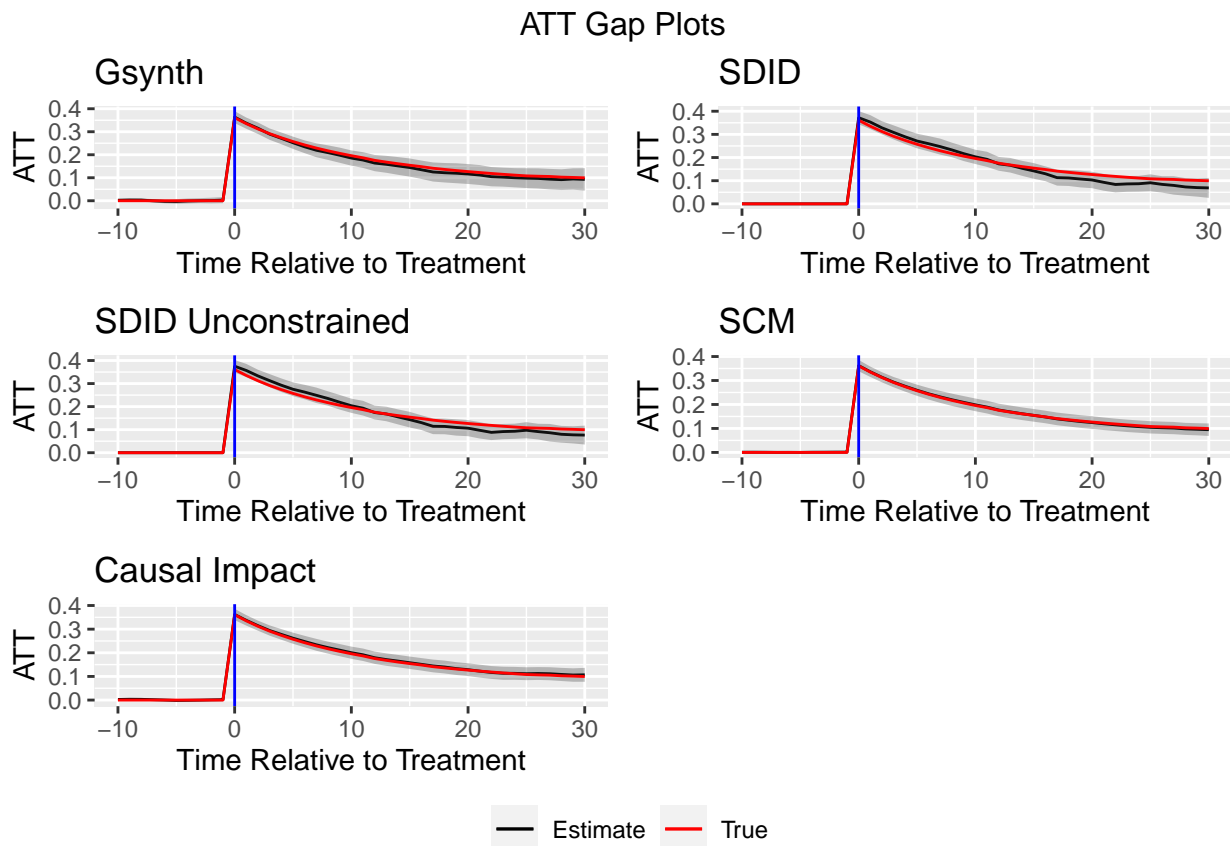 ATT Gap Plots
Gsynth
ATT
0.4
0.3
0.2
0.1
0.0
−10 0 10 20 30
Time Relative to Treatment
SDID
ATT
0.4
0.3
0.2
0.1
0.0
−10 0 10 20 30
Time Relative to Treatment
SDID Unconstrained
ATT
0.4
0.3
0.2
0.1
0.0
−10 0 10 20 30
Time Relative to Treatment
SCM
ATT
0.4
0.3
0.2
0.1
0.0
−10 0 10 20 30
Time Relative to Treatment
Causal Impact
ATT
0.4
0.3
0.2
0.1
0.0
−10 0 10 20 30
Time Relative to Treatment
Estimate True